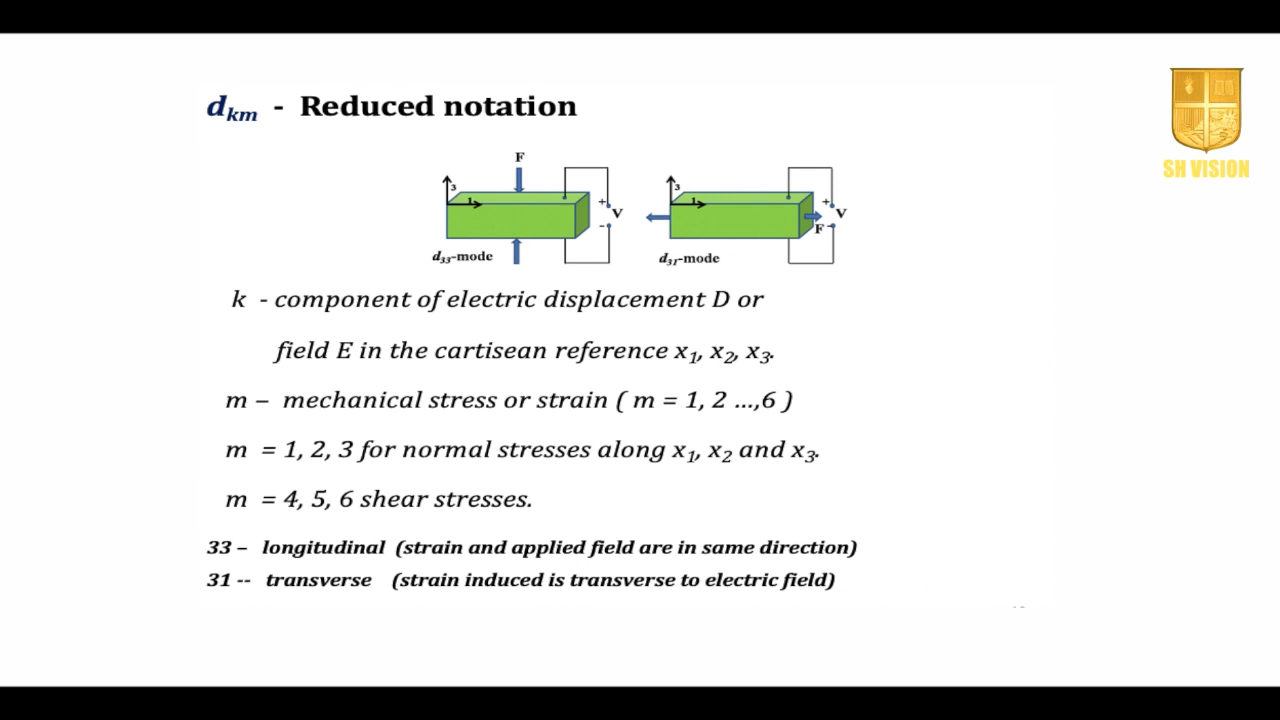 d_km - Reduced notation
F
3
1
+
V
-
d33-mode
3
1
+
V
F
-
d31-mode
SH VISION
k - component of electric displacement D or
field E in the cartisean reference x1, x2, x3.
m – mechanical stress or strain ( m = 1, 2 ...,6 )
m = 1, 2, 3 for normal stresses along x1, x2 and x3.
m = 4, 5, 6 shear stresses.
33 – longitudinal (strain and applied field are in same direction)
31 -- transverse (strain induced is transverse to electric field)